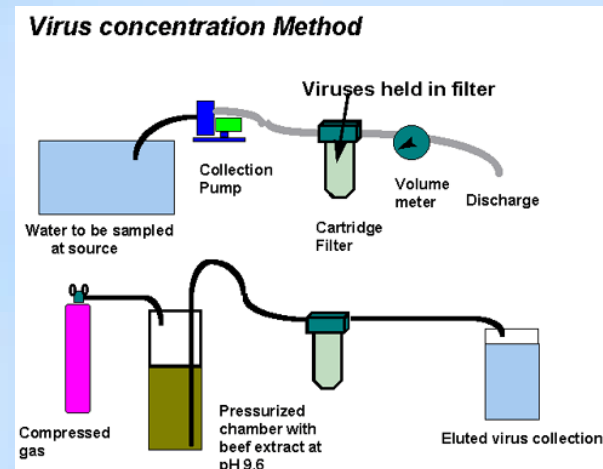 Virus concentration Method
Viruses held in filter
Collection
Pump
Volume
meter
Discharge
Cartridge
Filter
Water to be sampled
at source
Compressed
gas
Pressurized
chamber with
beef extract at
pH 9.6
Eluted virus collection